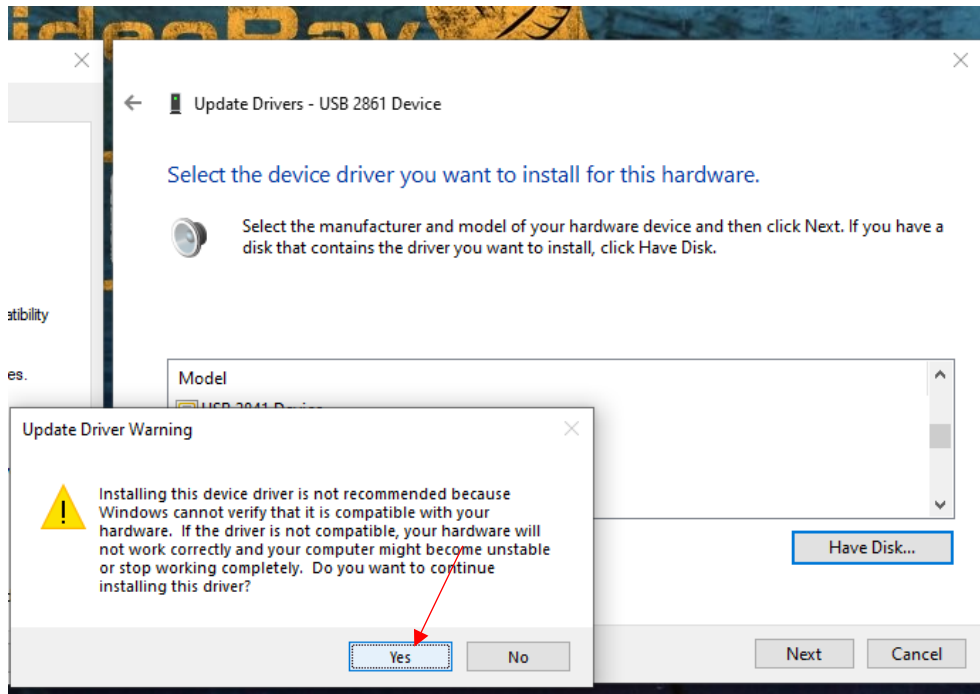 Update Drivers - USB 2861 Device
Select the device driver you want to install for this hardware.
Select the manufacturer and model of your hardware device and then click Next. If you have a
disk that contains the driver you want to install, click Have Disk.
atibility
es.
Model
USB 2841 Device
Update Driver Warning
Installing this device driver is not recommended because
Windows cannot verify that it is compatible with your
hardware. If the driver is not compatible, your hardware will
not work correctly and your computer might become unstable
or stop working completely. Do you want to continue
installing this driver?
Have Disk...
Yes
No
Next
Cancel